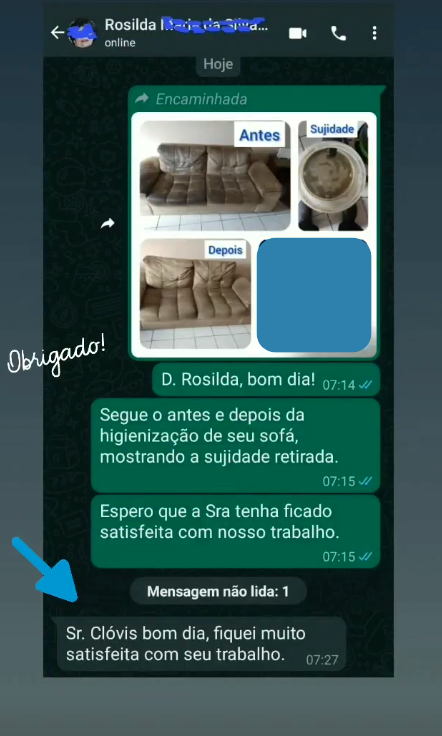 Rosilda
online
Hoje
Encaminhada
Antes
Sujidade
Depois
Obrigado!
D. Rosilda, bom dia! 07:14
Segue o antes e depois da
higienização de seu sofá,
mostrando a sujidade retirada.
07:15
Espero que a Sra tenha ficado
satisfeita com nosso trabalho.
07:15
Mensagem não lida: 1
Sr. Clóvis bom dia, fiquei muito
satisfeita com seu trabalho. 07:27